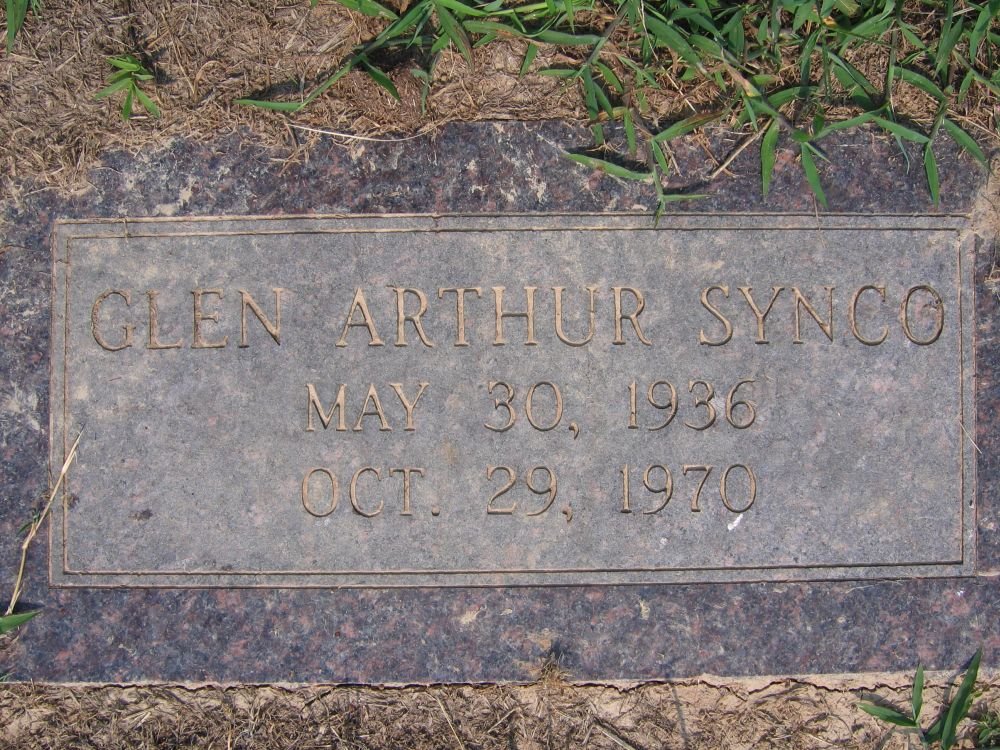 GLEN ARTHUR SYNCO
MAY 30, 1936
OCT. 29, 1970